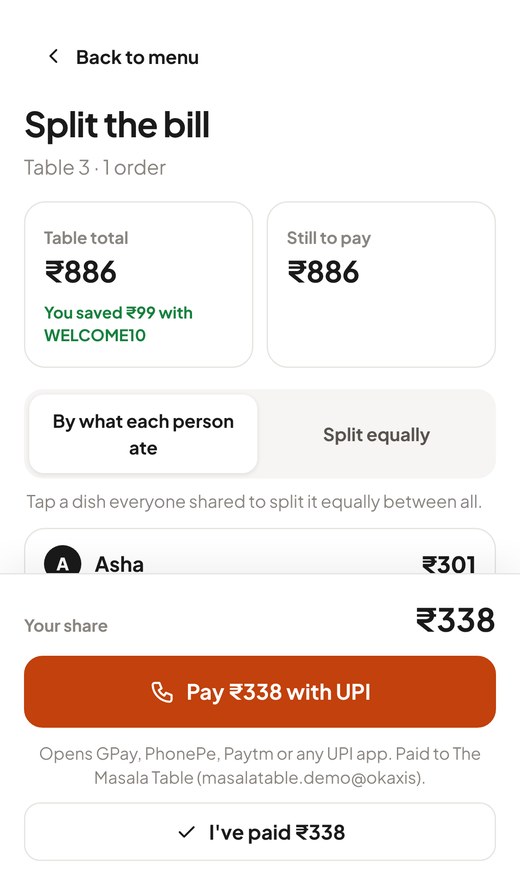 Back to menu
Split the bill
Table 3 · 1 order
Table total
₹886
You saved ₹99 with
WELCOME10
Still to pay
₹886
By what each person
ate
Split equally
Tap a dish everyone shared to split it equally between all.
A Asha ₹301
Your share ₹338
Pay ₹338 with UPI
Opens GPay, PhonePe, Paytm or any UPI app. Paid to The
Masala Table (masalatable.demo@okaxis).
I've paid ₹338